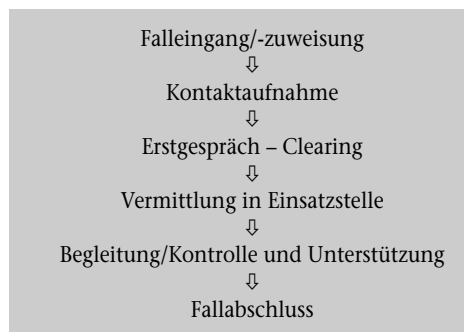 Falleingang/-zuweisung
⇩
Kontaktaufnahme
⇩
Erstgespräch – Clearing
⇩
Vermittlung in Einsatzstelle
⇩
Begleitung/Kontrolle und Unterstützung
⇩
Fallabschluss